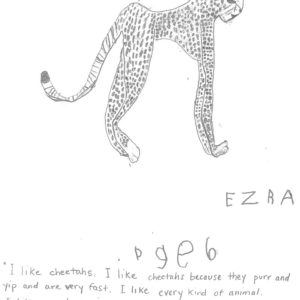 EZRA
age 6
"I like cheetahs. I like cheetahs because they purr and
yip and are very fast. I like every kind of animal.